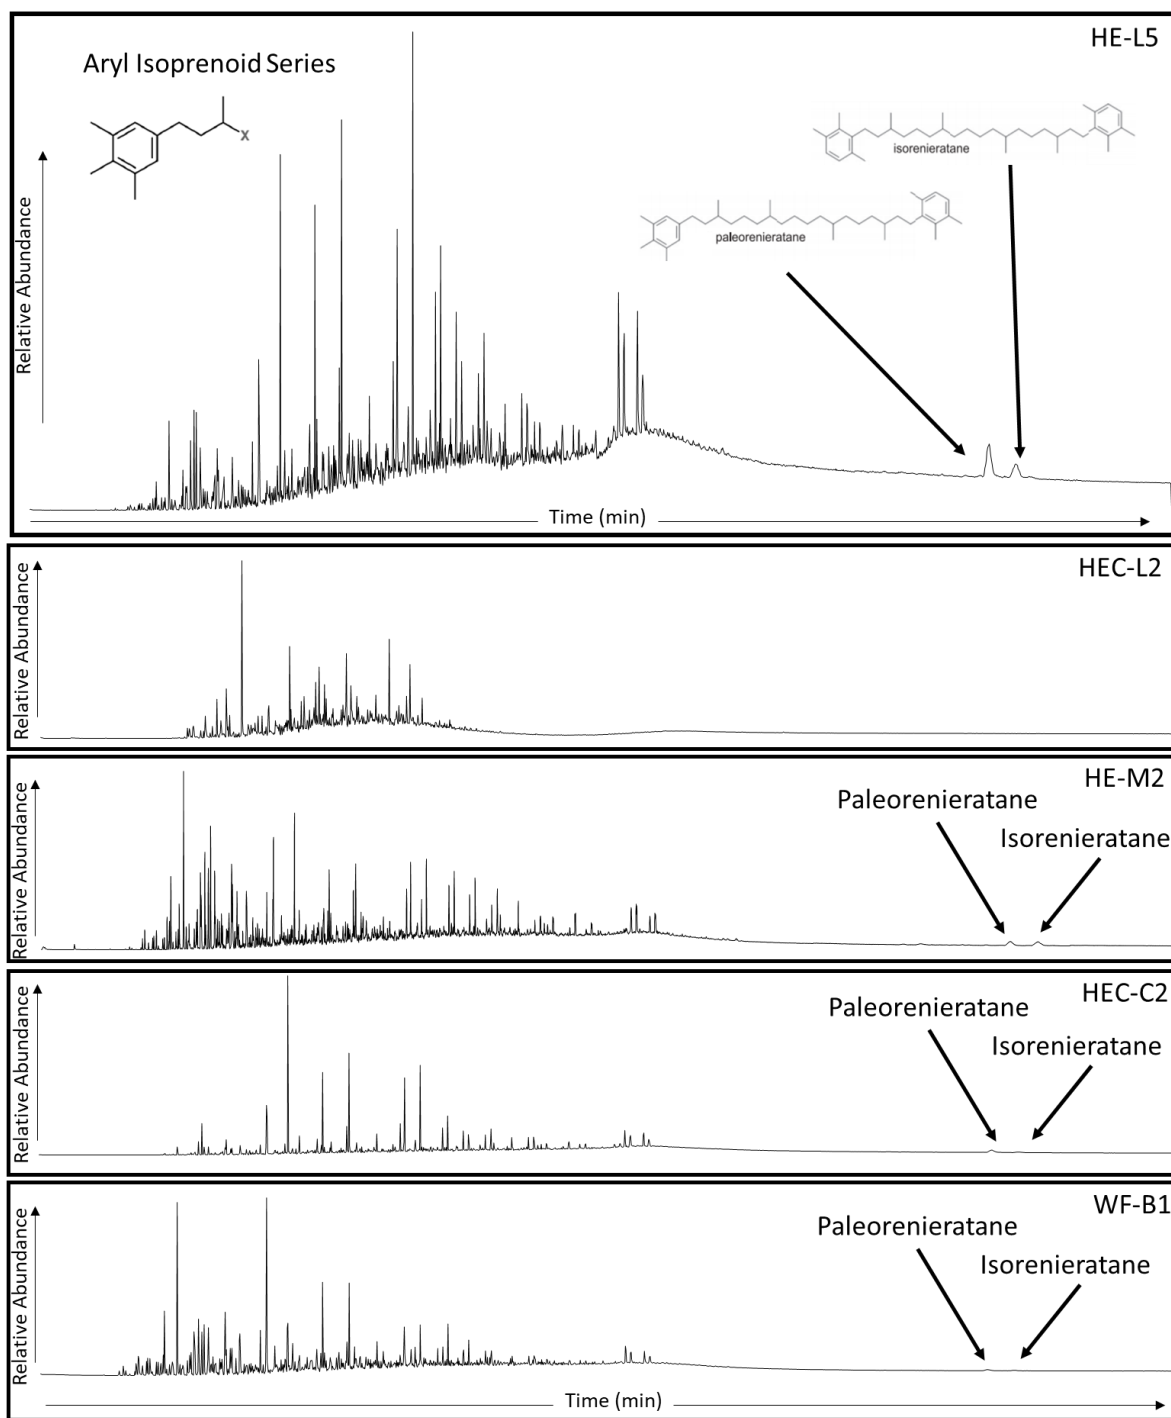 HE-L5
Aryl Isoprenoid Series
X
isorenieratane
paleorenieratane
Relative Abundance
Time (min)
HEC-L2
Relative Abundance
HE-M2
Paleorenieratane
Isorenieratane
Relative Abundance
HEC-C2
Paleorenieratane
Isorenieratane
Relative Abundance
WF-B1
Paleorenieratane
Isorenieratane
Relative Abundance
Time (min)